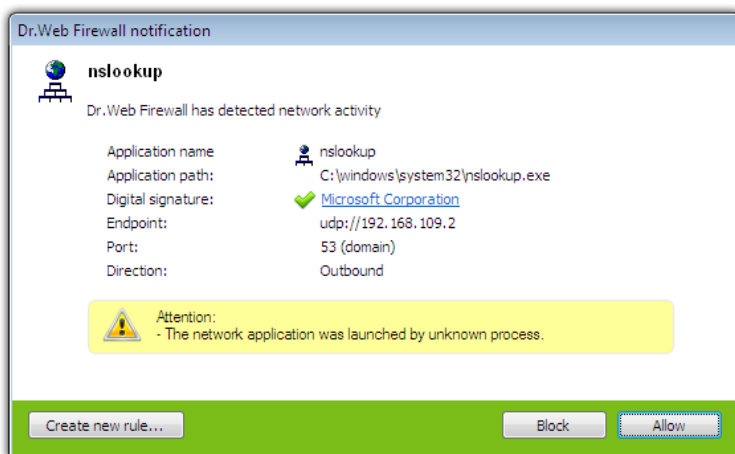 Dr.Web Firewall notification
nslookup
Dr.Web Firewall has detected network activity
Application name nslookup
Application path: C:\windows\system32\nslookup.exe
Digital signature: Microsoft Corporation
Endpoint: udp://192.168.109.2
Port: 53 (domain)
Direction: Outbound
Attention:
- The network application was launched by unknown process.
Create new rule... Block Allow